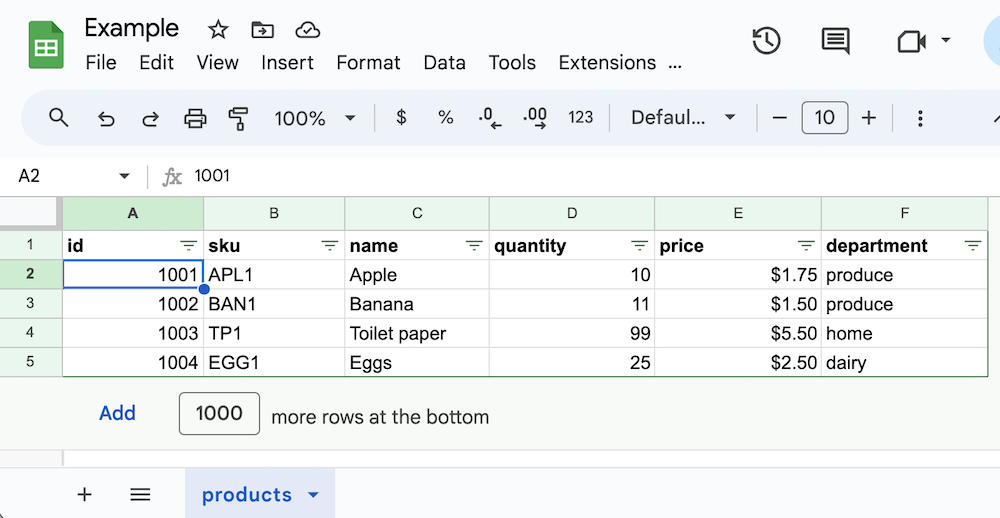 Example
File Edit View Insert Format Data Tools Extensions ...
100% $ % .0 .00 123 Defaul... − 10 +
A2 fx 1001
A B C D E F
1 id sku name quantity price department
2 1001 APL1 Apple 10 $1.75 produce
3 1002 BAN1 Banana 11 $1.50 produce
4 1003 TP1 Toilet paper 99 $5.50 home
5 1004 EGG1 Eggs 25 $2.50 dairy
Add 1000 more rows at the bottom
+ products